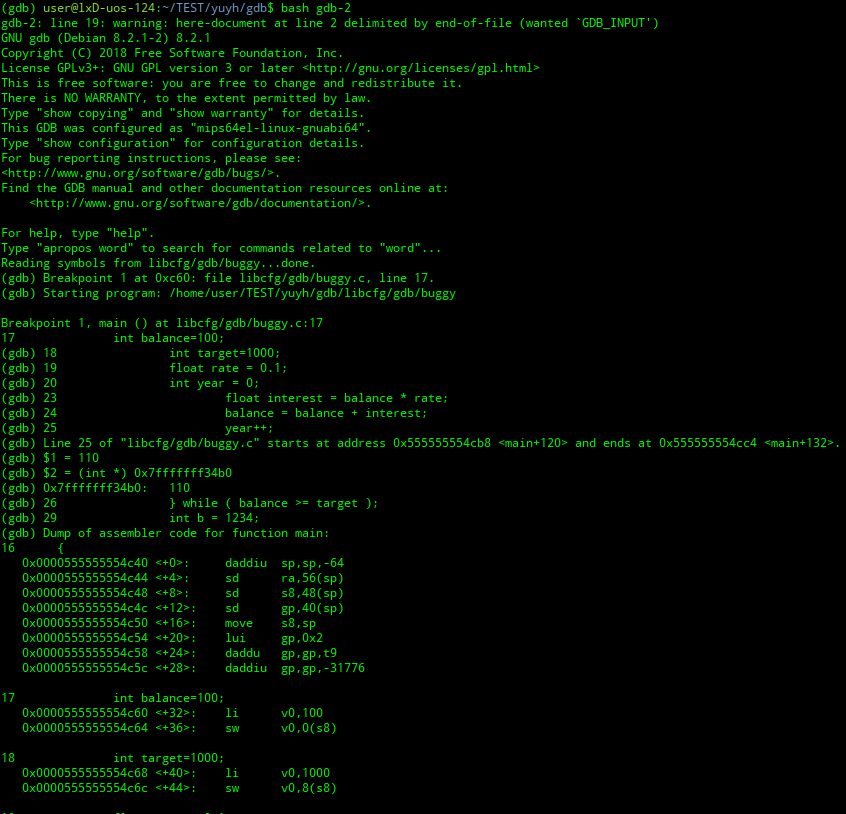 (gdb) user@lxD-uos-124:~/TEST/yuyh/gdb$ bash gdb-2
gdb-2: line 19: warning: here-document at line 2 delimited by end-of-file (wanted `GDB_INPUT')
GNU gdb (Debian 8.2.1-2) 8.2.1
Copyright (C) 2018 Free Software Foundation, Inc.
License GPLv3+: GNU GPL version 3 or later <http://gnu.org/licenses/gpl.html>
This is free software: you are free to change and redistribute it.
There is NO WARRANTY, to the extent permitted by law.
Type "show copying" and "show warranty" for details.
This GDB was configured as "mips64el-linux-gnuabi64".
Type "show configuration" for configuration details.
For bug reporting instructions, please see:
<http://www.gnu.org/software/gdb/bugs/>.
Find the GDB manual and other documentation resources online at:
    <http://www.gnu.org/software/gdb/documentation/>.

For help, type "help".
Type "apropos word" to search for commands related to "word"...
Reading symbols from libcfg/gdb/buggy...done.
(gdb) Breakpoint 1 at 0xc60: file libcfg/gdb/buggy.c, line 17.
(gdb) Starting program: /home/user/TEST/yuyh/gdb/libcfg/gdb/buggy

Breakpoint 1, main () at libcfg/gdb/buggy.c:17
17              int balance=100;
(gdb) 18                int target=1000;
(gdb) 19                float rate = 0.1;
(gdb) 20                int year = 0;
(gdb) 23                        float interest = balance * rate;
(gdb) 24                        balance = balance + interest;
(gdb) 25                        year++;
(gdb) Line 25 of "libcfg/gdb/buggy.c" starts at address 0x555555554cb8 <main+120> and ends at 0x555555554cc4 <main+132>.
(gdb) $1 = 110
(gdb) $2 = (int *) 0x7fffffff34b0
(gdb) 0x7fffffff34b0:   110
(gdb) 26                } while ( balance >= target );
(gdb) 29                int b = 1234;
(gdb) Dump of assembler code for function main:
16      {
   0x0000555555554c40 <+0>:     daddiu  sp,sp,-64
   0x0000555555554c44 <+4>:     sd      ra,56(sp)
   0x0000555555554c48 <+8>:     sd      s8,48(sp)
   0x0000555555554c4c <+12>:    sd      gp,40(sp)
   0x0000555555554c50 <+16>:    move    s8,sp
   0x0000555555554c54 <+20>:    lui     gp,0x2
   0x0000555555554c58 <+24>:    daddu   gp,gp,t9
   0x0000555555554c5c <+28>:    daddiu  gp,gp,-31776

17              int balance=100;
   0x0000555555554c60 <+32>:    li      v0,100
   0x0000555555554c64 <+36>:    sw      v0,0(s8)

18              int target=1000;
   0x0000555555554c68 <+40>:    li      v0,1000
   0x0000555555554c6c <+44>:    sw      v0,8(s8)